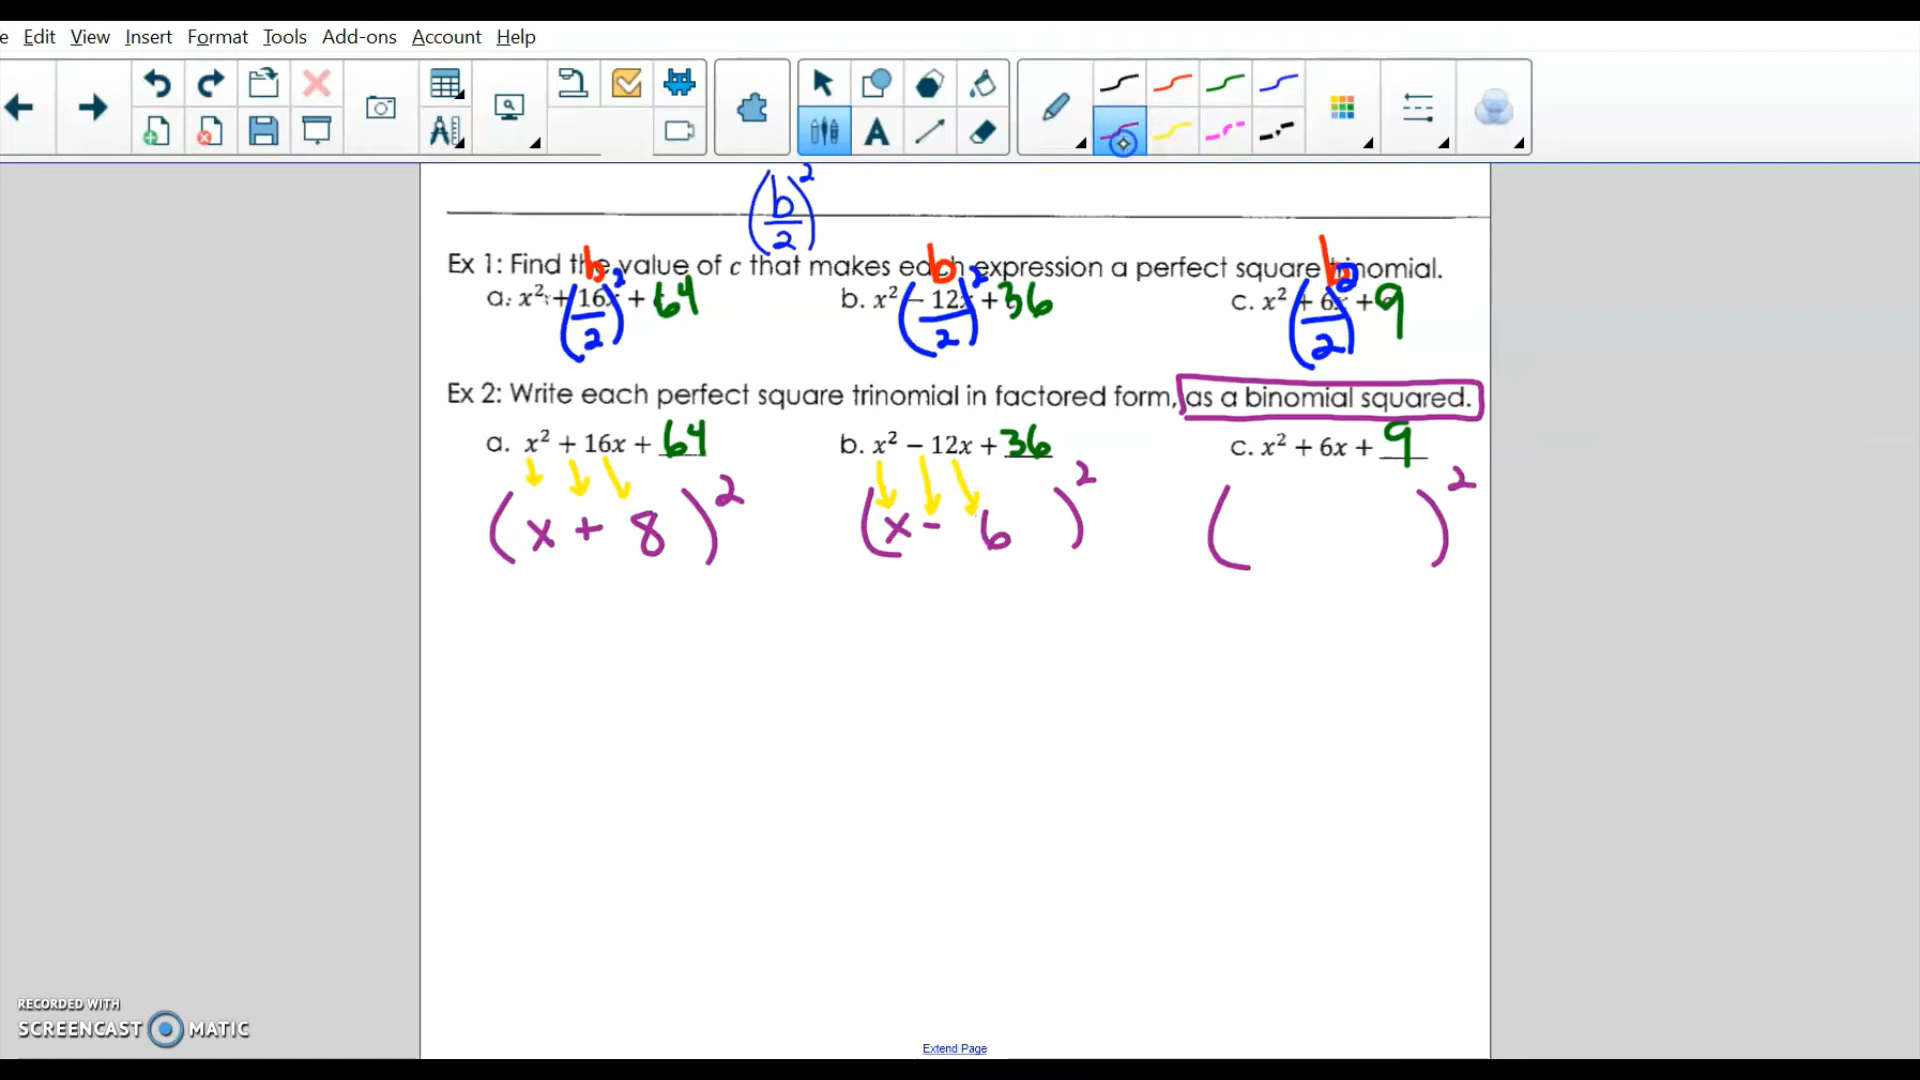 e Edit View Insert Format Tools Add-ons Account Help
(b/2)²
Ex 1: Find the value of c that makes each expression a perfect square trinomial.
b b b
a. x² + 16x + 64 b. x² − 12x + 36 c. x² + 6x + 9
( /2)² ( /2)² ( /2)²
Ex 2: Write each perfect square trinomial in factored form, as a binomial squared.
a. x² + 16x + 64 b. x² − 12x + 36 c. x² + 6x + 9
(x + 8)² (x − 6)² ( )²
RECORDED WITH
SCREENCAST MATIC
Extend Page